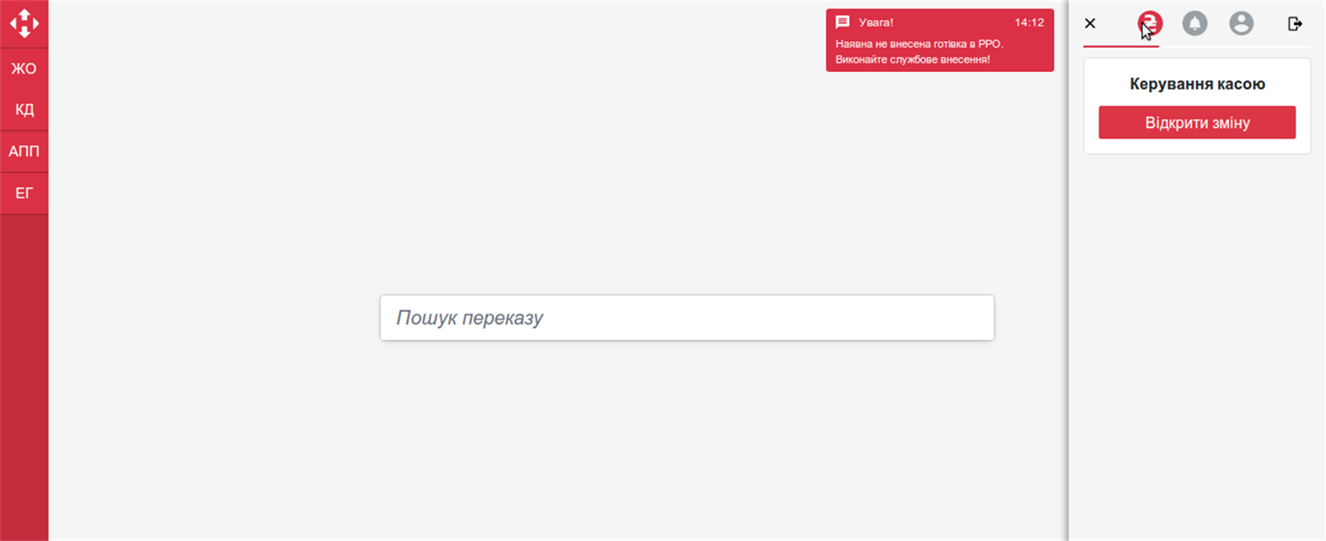 ЖО
КД
АПП
ЕГ
Увага! 14:12
Наявна не внесена готівка в РРО.
Виконайте службове внесення!
Керування касою
Відкрити зміну
Пошук переказу